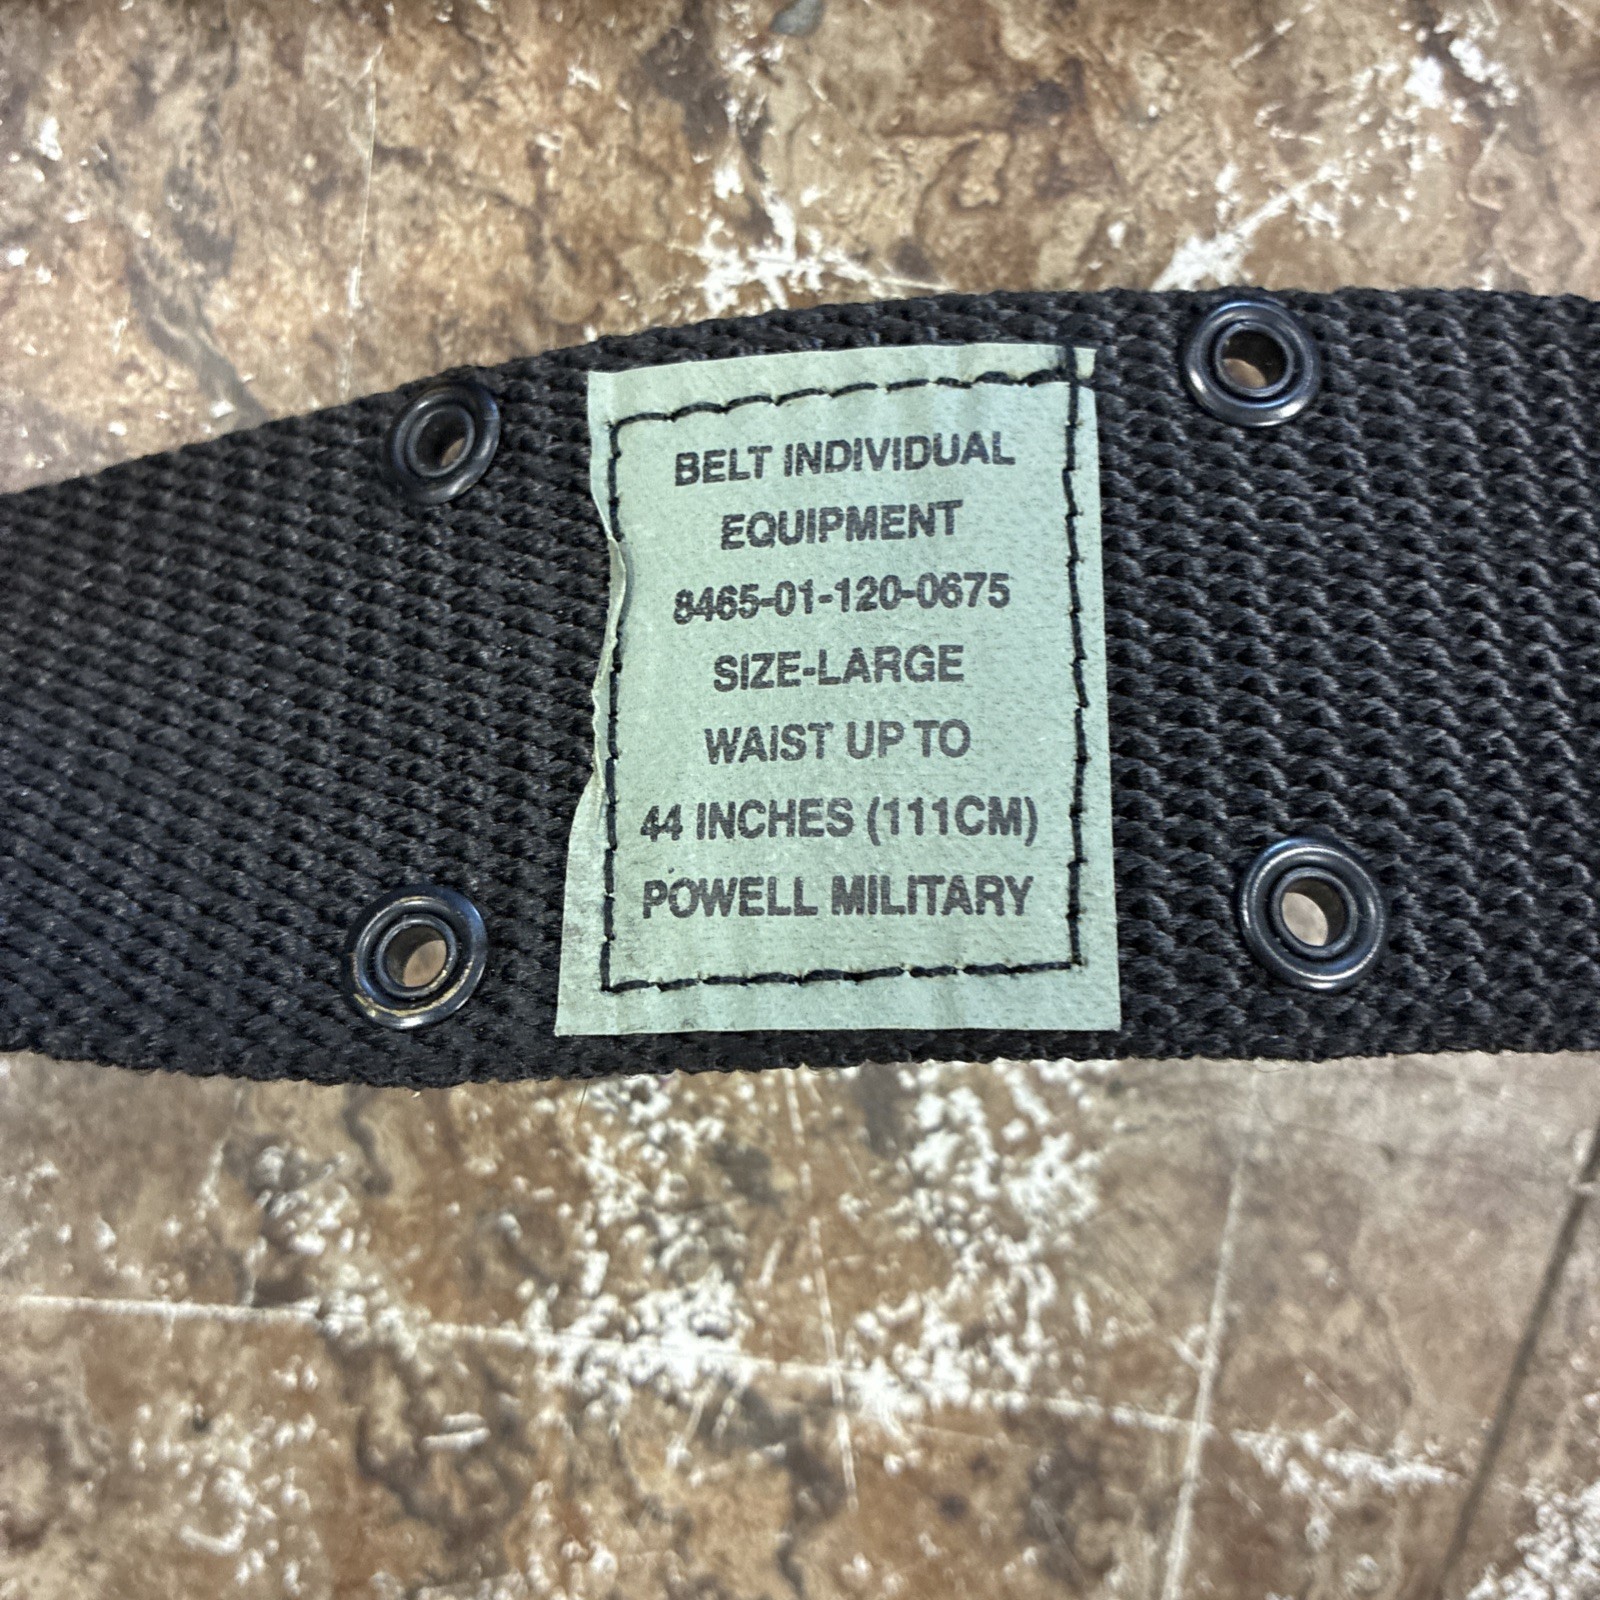 BELT INDIVIDUAL
EQUIPMENT
8465-01-120-0675
SIZE-LARGE
WAIST UP TO
44 INCHES (111CM)
POWELL MILITARY